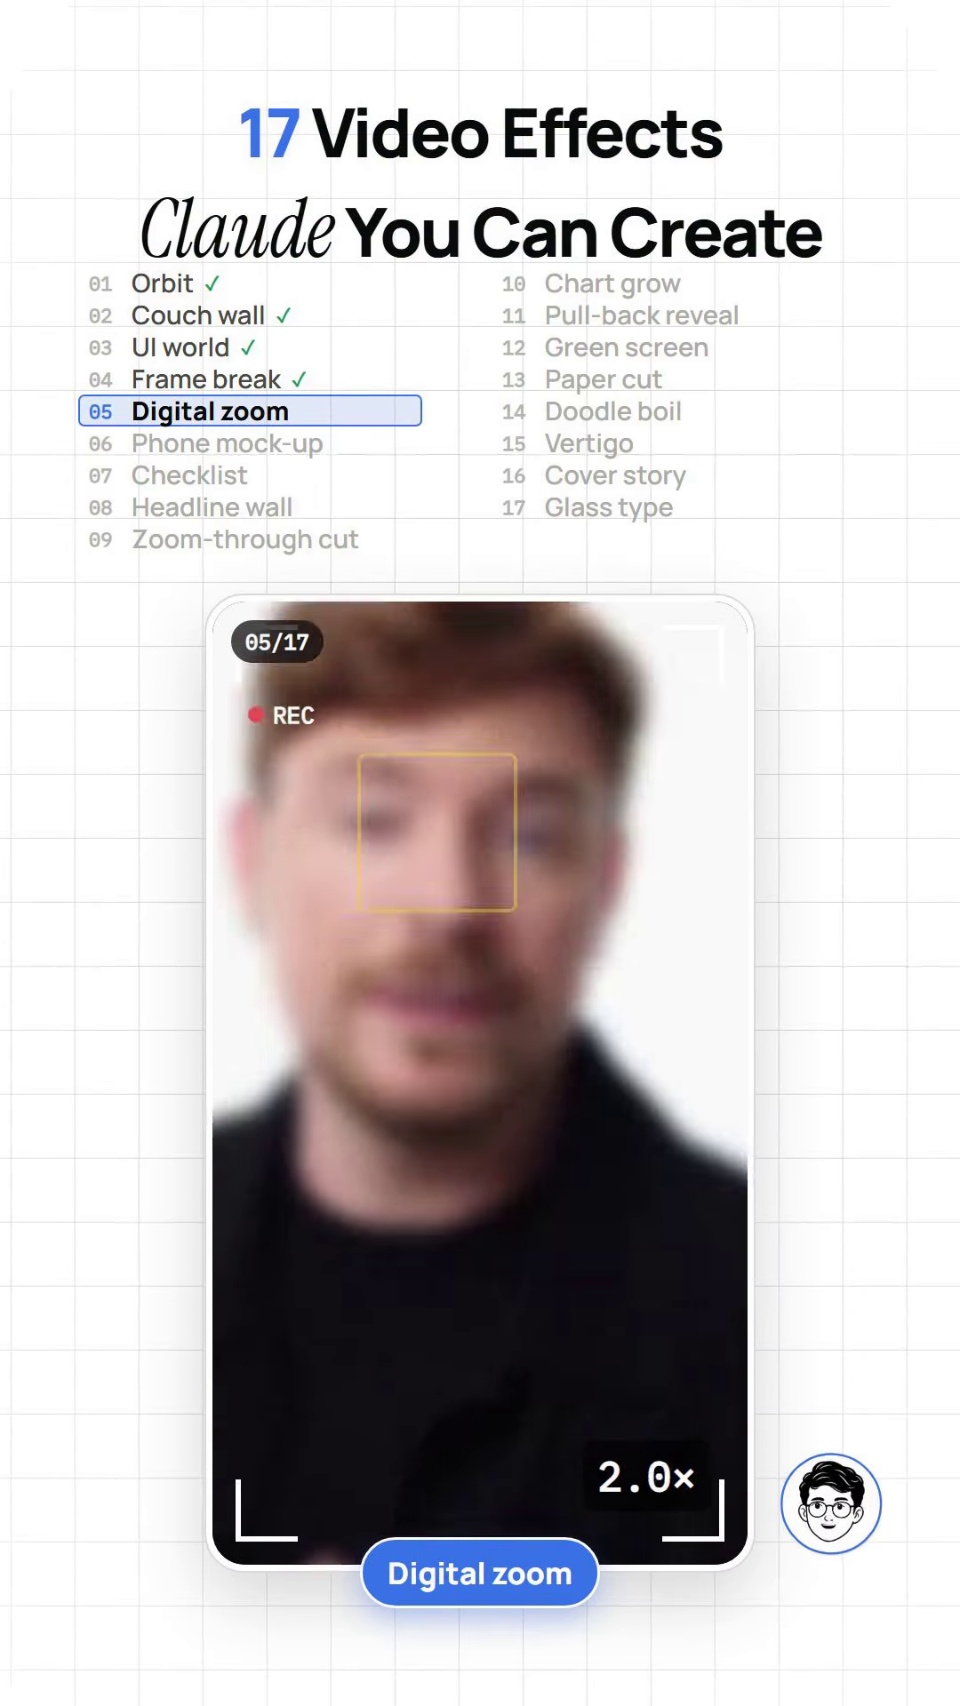 17 Video Effects
Claude You Can Create
01 Orbit ✓
02 Couch wall ✓
03 UI world ✓
04 Frame break ✓
05 Digital zoom
06 Phone mock-up
07 Checklist
08 Headline wall
09 Zoom-through cut
10 Chart grow
11 Pull-back reveal
12 Green screen
13 Paper cut
14 Doodle boil
15 Vertigo
16 Cover story
17 Glass type
05/17
REC
2.0×
Digital zoom